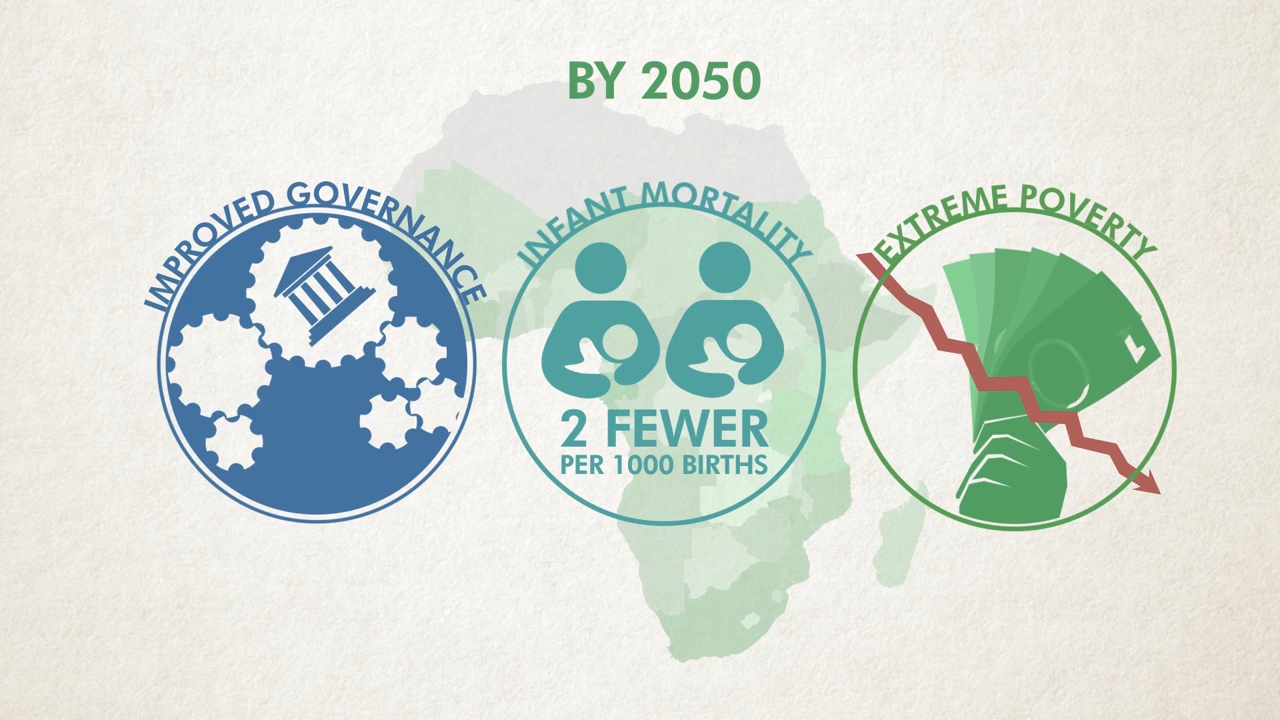 BY 2050
IMPROVED GOVERNANCE
INFANT MORTALITY
2 FEWER
PER 1000 BIRTHS
EXTREME POVERTY